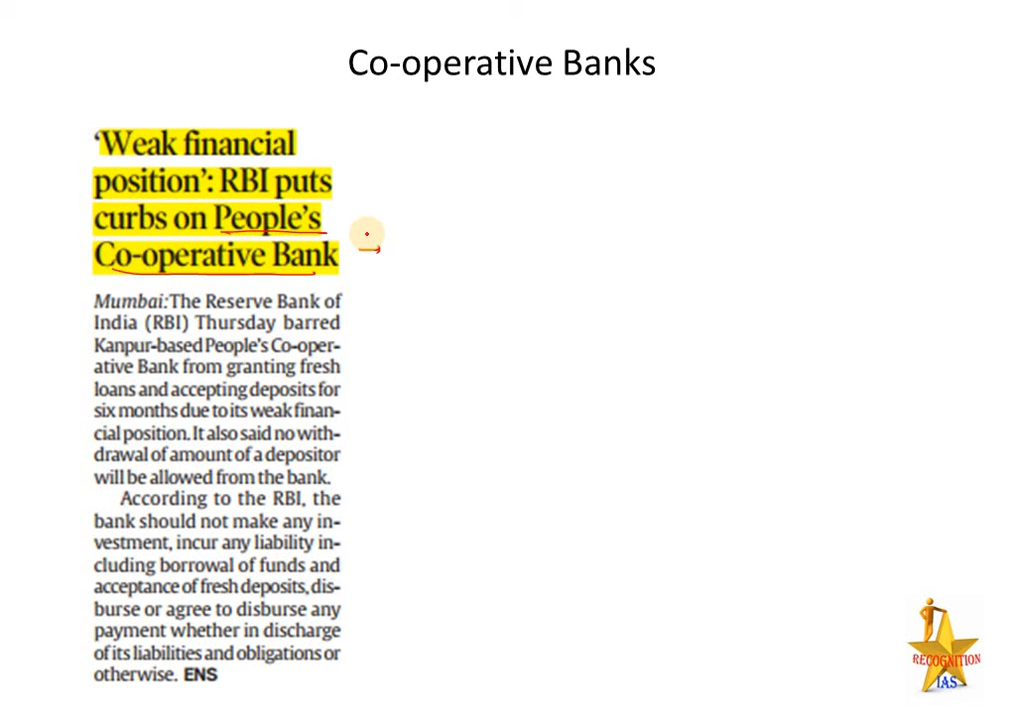 Co-operative Banks
‘Weak financial
position’: RBI puts
curbs on People’s
Co-operative Bank
Mumbai:The Reserve Bank of
India (RBI) Thursday barred
Kanpur-based People’s Co-oper-
ative Bank from granting fresh
loans and accepting deposits for
six months due to its weak finan-
cial position. It also said no with-
drawal of amount of a depositor
will be allowed from the bank.
According to the RBI, the
bank should not make any in-
vestment, incur any liability in-
cluding borrowal of funds and
acceptance of fresh deposits, dis-
burse or agree to disburse any
payment whether in discharge
of its liabilities and obligations or
otherwise. ENS
RECOGNITION
IAS